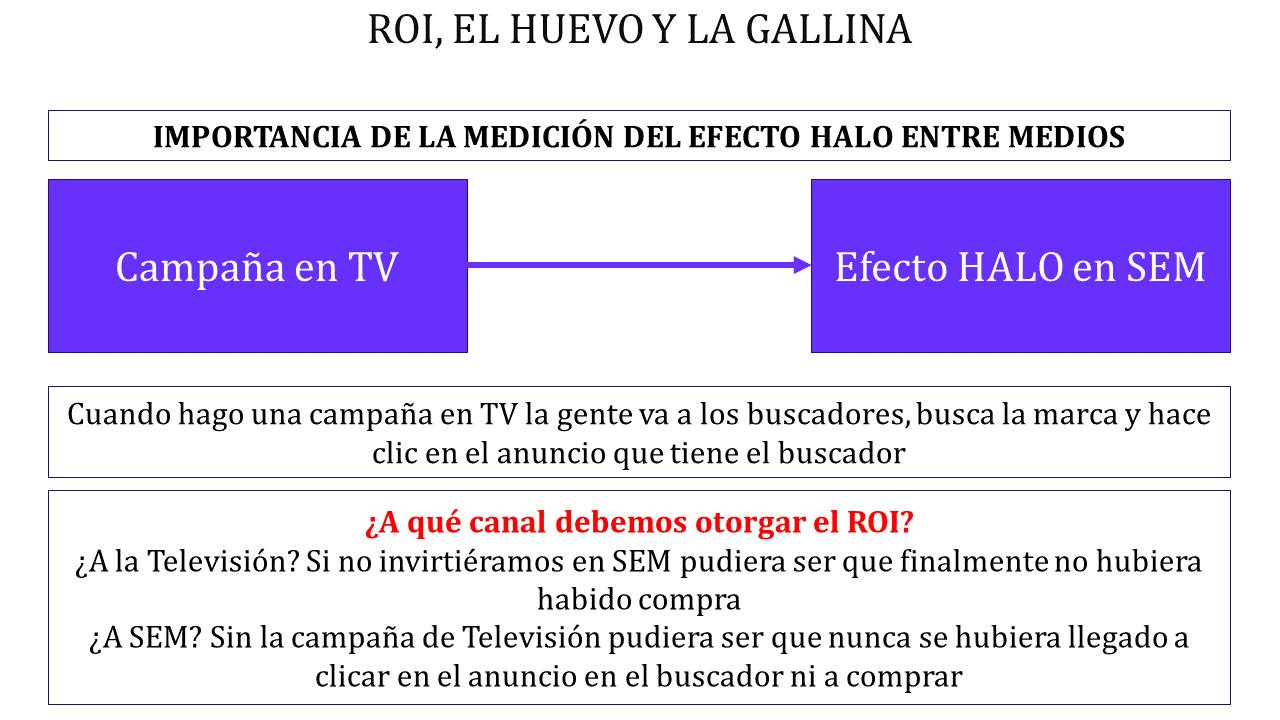 ROI, EL HUEVO Y LA GALLINA
IMPORTANCIA DE LA MEDICIÓN DEL EFECTO HALO ENTRE MEDIOS
Campaña en TV
Efecto HALO en SEM
Cuando hago una campaña en TV la gente va a los buscadores, busca la marca y hace
clic en el anuncio que tiene el buscador
¿A qué canal debemos otorgar el ROI?
¿A la Televisión? Si no invirtiéramos en SEM pudiera ser que finalmente no hubiera
habido compra
¿A SEM? Sin la campaña de Televisión pudiera ser que nunca se hubiera llegado a
clicar en el anuncio en el buscador ni a comprar